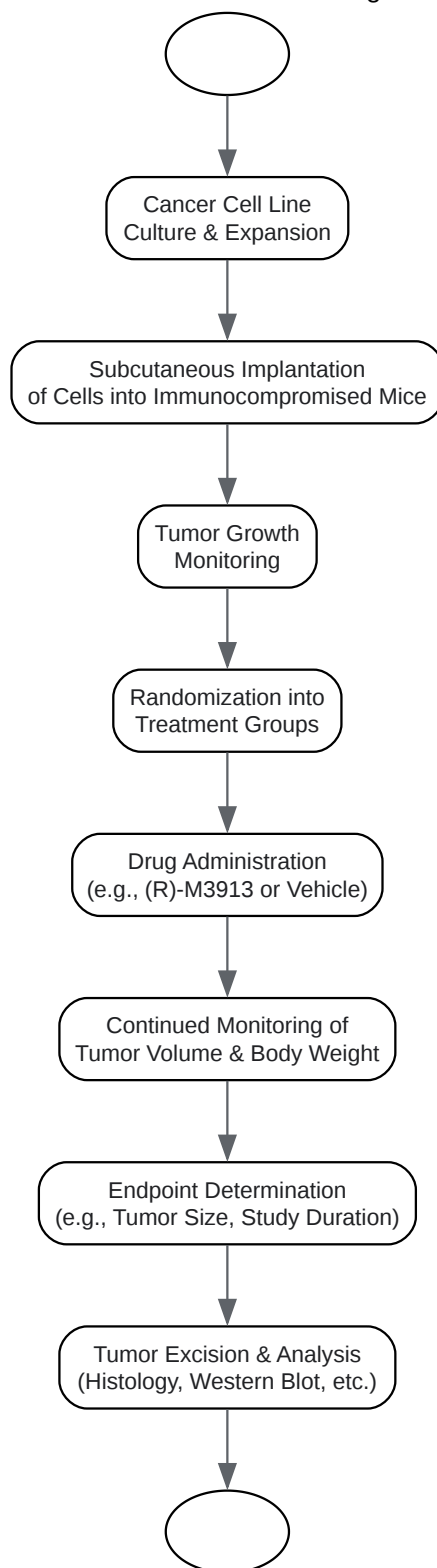 Cancer Cell Line
Culture & Expansion
Subcutaneous Implantation
of Cells into Immunocompromised Mice
Tumor Growth
Monitoring
Randomization into
Treatment Groups
Drug Administration
(e.g., (R)-M3913 or Vehicle)
Continued Monitoring of
Tumor Volume & Body Weight
Endpoint Determination
(e.g., Tumor Size, Study Duration)
Tumor Excision & Analysis
(Histology, Western Blot, etc.)